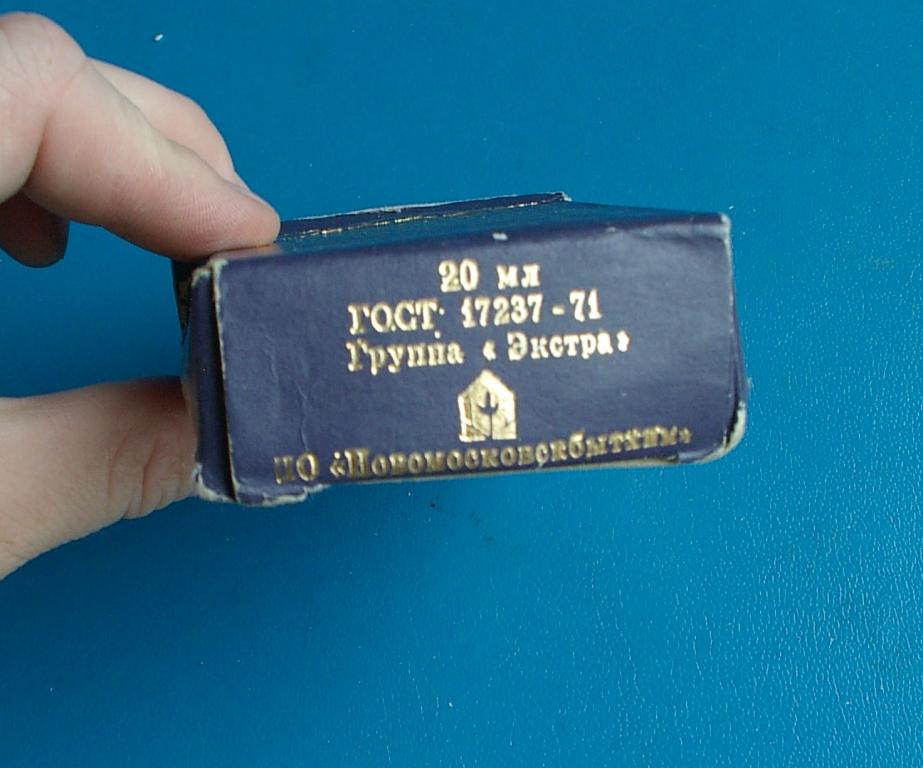 20 мл
ГОСТ 17237-71
Группа «Экстра»
ПО «Новомосковскбытхим»